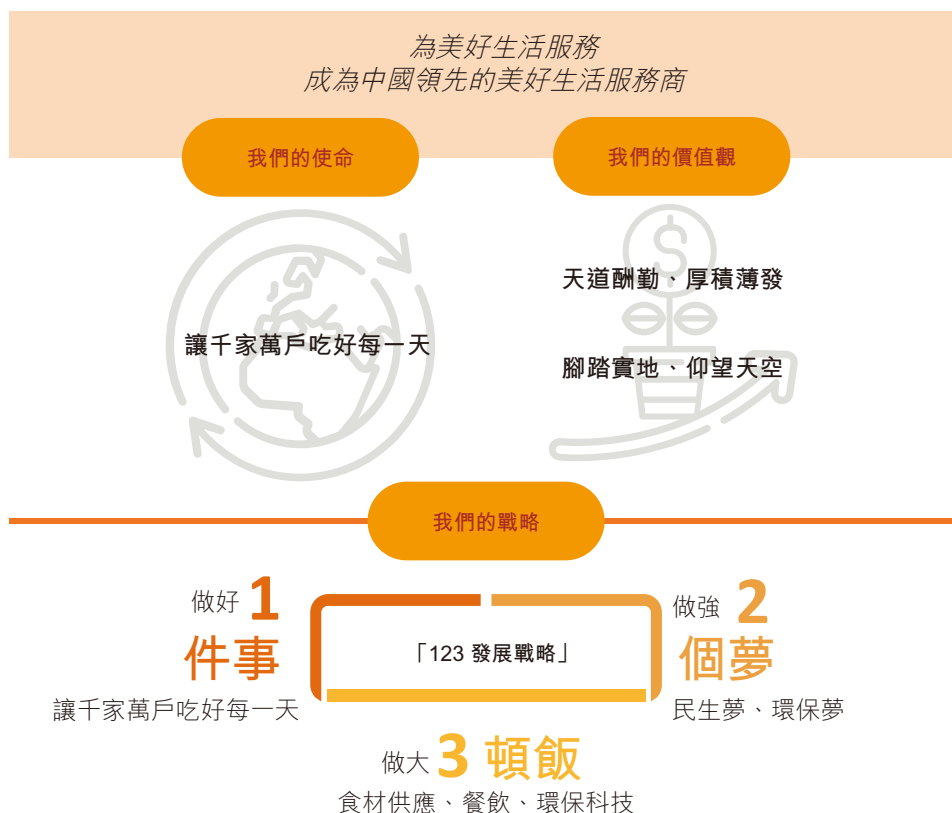 為美好生活服務
成為中國領先的美好生活服務商
我們的使命
讓千家萬戶吃好每一天
我們的價值觀
天道酬勤、厚積薄發
腳踏實地、仰望天空
我們的戰略
「123 發展戰略」
做好 1
件事
讓千家萬戶吃好每一天
做強 2
個夢
民生夢、環保夢
做大 3 頓飯
食材供應、餐飲、環保科技